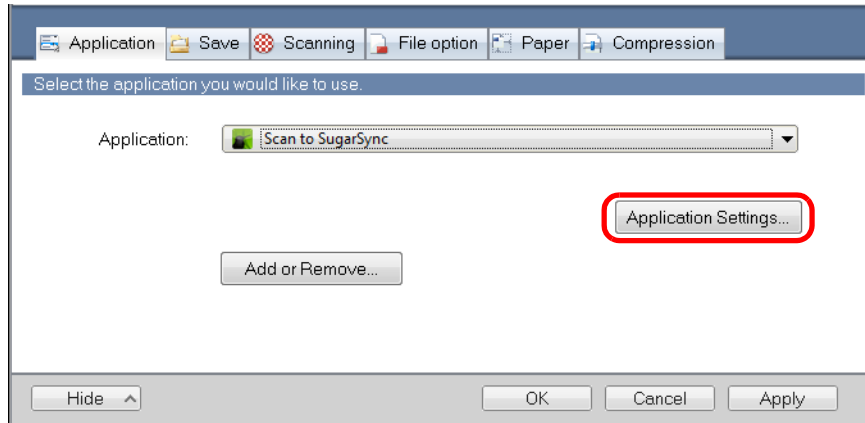 Application Save Scanning File option Paper Compression
Select the application you would like to use.
Application: Scan to SugarSync
Application Settings...
Add or Remove...
Hide OK Cancel Apply